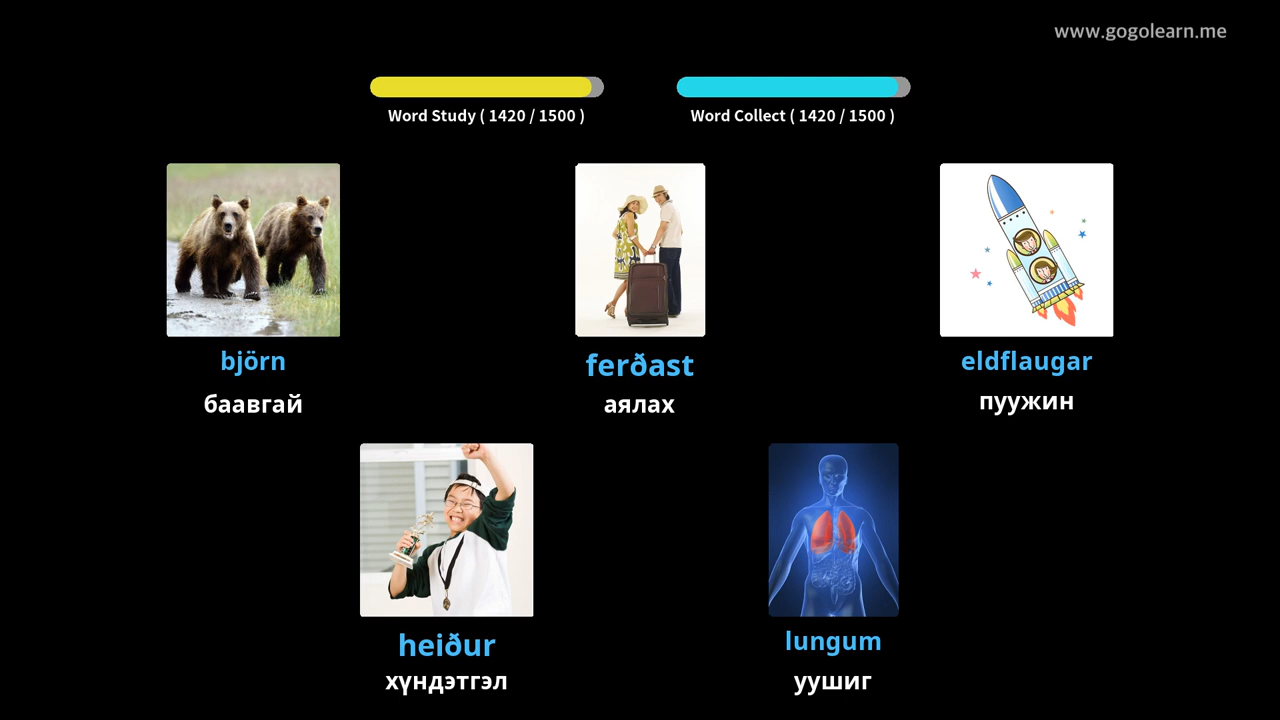 www.gogolearn.me
Word Study ( 1420 / 1500 )
Word Collect ( 1420 / 1500 )
björn
ferðast
eldflaugar
баавгай
аялах
пуужин
heiður
lungum
хүндэтгэл
уушиг